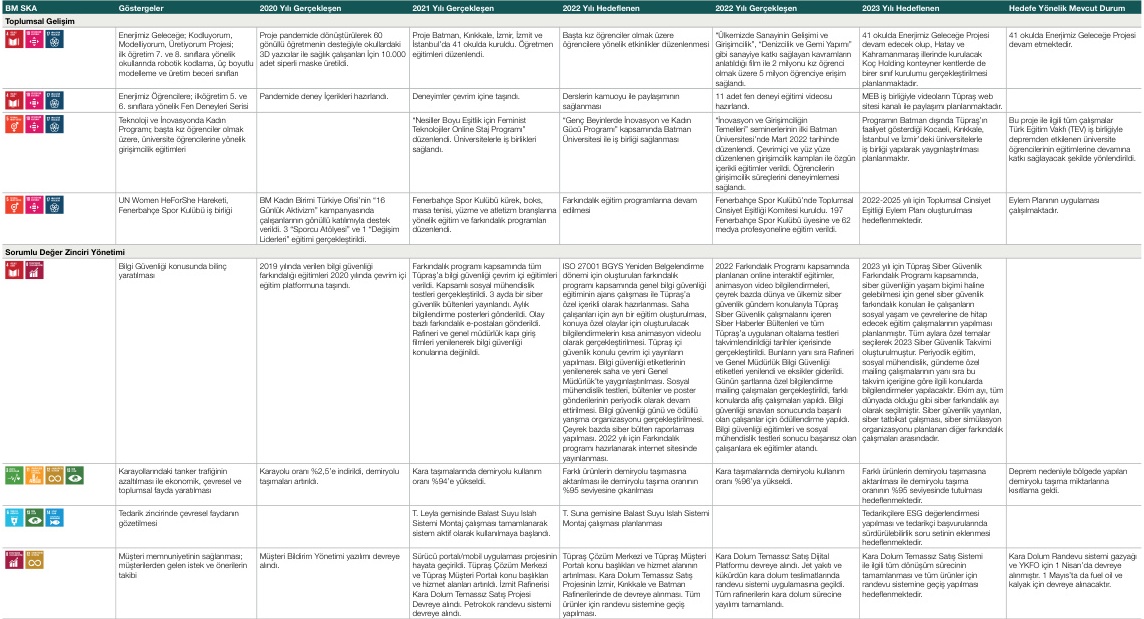 BM SKA
Göstergeler
2020 Yılı Gerçekleşen
2021 Yılı Gerçekleşen
2022 Yılı Hedeflenen
2022 Yılı Gerçekleşen
2023 Yılı Hedeflenen
Hedefe Yönelik Mevcut Durum
Toplumsal Gelişim
Enerjimiz Geleceğe; Kodluyorum,
Modelliyorum, Üretiyorum Projesi;
ilk öğretim 7. ve 8. sınıflara yönelik
okullarında robotik kodlama, üç boyutlu
modelleme ve üretim beceri sınıfları
Proje pandemide dönüştürülerek 60
gönüllü öğretmenin desteğiyle okullardaki
3D yazıcılar ile sağlık çalışanları İçin 10.000
adet siperli maske üretildi.
Proje Batman, Kırıkkale, İzmir, İzmit ve
İstanbul'da 41 okulda kuruldu. Öğretmen
eğitimleri düzenlendi.
Başta kız öğrenciler olmak üzere
öğrencilere yönelik etkinlikler düzenlenmesi
"Ülkemizde Sanayinin Gelişimi ve
Girişimcilik", "Denizcilik ve Gemi Yapımı"
gibi sanayiye katkı sağlayan kavramların
anlatıldığı film ile 2 milyonu kız öğrenci
olmak üzere 5 milyon öğrenciye erişim
sağlandı.
41 okulda Enerjimiz Geleceğe Projesi
devam edecek olup, Hatay ve
Kahramanmaraş illerinde kurulacak
Koç Holding konteyner kentlerde de
birer sınıf kurulumu gerçekleştirilmesi
planlanmaktadır.
41 okulda Enerjimiz Geleceğe Projesi
devam etmektedir.
Enerjimiz Öğrencilere; ilköğretim 5. ve
6. sınıflara yönelik Fen Deneyleri Serisi
Pandemide deney İçerikleri hazırlandı.
Deneyimler çevrim içine taşındı.
Derslerin kamuoyu ile paylaşımının
sağlanması
11 adet fen deneyi eğitimi videosu
hazırlandı.
MEB iş birliğiyle videoların Tüpraş web
sitesi kanalı ile paylaşımı planlanmaktadır.
Teknoloji ve İnovasyonda Kadın
Programı; başta kız öğrenciler olmak
üzere, üniversite öğrencilerine yönelik
girişimcilik eğitimleri
"Nesiller Boyu Eşitlik için Feminist
Teknolojiler Online Staj Programı"
düzenlendi. Üniversitelerle iş birlikleri
sağlandı.
"Genç Beyinlerde İnovasyon ve Kadın
Gücü Programı" kapsamında Batman
Üniversitesi ile iş birliği sağlanması
"İnovasyon ve Girişimciliğin
Temelleri" seminerlerinin ilki Batman
Üniversitesi'nde Mart 2022 tarihinde
düzenlendi. Çevrimiçi ve yüz yüze
düzenlenen girişimcilik kampları ile özgün
içerikli eğitimler verildi. Öğrencilerin
girişimcilik süreçlerini deneyimlemesi
sağlandı.
Programın Batman dışında Tüpraş'ın
faaliyet gösterdiği Kocaeli, Kırıkkale,
İstanbul ve İzmir'deki üniversitelerle
iş birliği yapılarak yaygınlaştırılması
planlanmıştır.
Bu proje ile ilgili tüm çalışmalar
Türk Eğitim Vakfı (TEV) iş birliğiyle
depremden etkilenen üniversite
öğrencilerinin eğitimlerine devamına
katkı sağlayacak şekilde yönlendirildi.
UN Women HeForShe Hareketi,
Fenerbahçe Spor Kulübü iş birliği
BM Kadın Birimi Türkiye Ofisi'nin "16
Günlük Aktivizm" kampanyasında
çalışanlarının gönüllü katılımıyla destek
verildi. 3 "Sporcu Atölyesi" ve 1 "Değişim
Liderleri" eğitimi gerçekleştirildi.
Fenerbahçe Spor Kulübü kürek, boks,
masa tenisi, yüzme ve atletizm branşlarına
yönelik eğitim ve farkındalık programları
düzenlendi.
Farkındalık eğitim programlarına devam
edilmesi
Fenerbahçe Spor Kulübü'nde Toplumsal
Cinsiyet Eşitliği Komitesi kuruldu. 197
Fenerbahçe Spor Kulübü üyesine ve 62
medya profesyoneline eğitim verildi.
2022-2025 yılı için Toplumsal Cinsiyet
Eşitliği Eylem Planı oluşturulması
hedeflenmektedir.
Eylem Planının uygulaması
çalışılmaktadır.
Sorumlu Değer Zinciri Yönetimi
Bilgi Güvenliği konusunda bilinç
yaratılması
2019 yılında verilen bilgi güvenliği
farkındalığı eğitimleri 2020 yılında çevrim içi
eğitim platformuna taşındı.
Farkındalık programı kapsamında tüm
Tüpraş'a bilgi güvenliği çevrim içi eğitimleri
verildi. Kapsamlı sosyal mühendislik
testleri gerçekleştirildi. 3 ayda bir siber
güvenlik bültenleri yayınlandı. Aylık
bilgilendirme posterleri gönderildi. Olay
bazlı farkındalık e-postaları gönderildi.
Rafineri ve genel müdürlük kapı giriş
filmleri yenilenerek bilgi güvenliği
konularına değinildi.
ISO 27001 BGYS Yeniden Belgelendirme
dönemi için oluşturulan farkındalık
programı kapsamında genel bilgi güvenliği
eğitiminin ajans çalışması ile Tüpraş'a
özel içerikli olarak hazırlanması. Saha
çalışanları için ayrı bir eğitim oluşturulması,
konuya özel olaylar için oluşturulacak
bilgilendirmelerin kısa animasyon videolu
olarak gerçekleştirilmesi. Tüpraş içi
güvenlik konulu çevrim içi yayınların
yapılması. Bilgi güvenliği etiketlerinin
yenilenerek saha ve yeni Genel
Müdürlük'te yaygınlaştırılması. Sosyal
mühendislik testleri, bültenler ve poster
gönderilerinin periyodik olarak devam
ettirilmesi. Bilgi güvenliği günü ve ödüllü
yarışma organizasyonu gerçekleştirilmesi.
Çeyrek bazda siber bülten raporlaması
yapılması. 2022 yılı için Farkındalık
programı hazırlanarak internet sitesinde
yayınlanması.
2022 Farkındalık Programı kapsamında
planlanan online interaktif eğitimler,
animasyon video bilgilendirmeleri,
çeyrek bazda dünya ve ülkemiz siber
güvenlik gündem konularıyla Tüpraş
Siber Güvenlik Çalışmalarını içeren
Siber Haberler Bültenleri ve tüm
Tüpraş'a uygulanan oltalama testleri
takvimlendirildiği tarihler içerisinde
gerçekleştirildi. Bunların yanı sıra Rafineri
ve Genel Müdürlük Bilgi Güvenliği
etiketleri yenilendi ve eksikler giderildi.
Günün şartlarına özel bilgilendirme
mailing çalışmaları gerçekleştirildi, farklı
konularda afiş çalışmaları yapıldı. Bilgi
güvenliği sınavları sonucunda başarılı
olan çalışanlar için ödüllendirme yapıldı.
Bilgi güvenliği eğitimleri ve sosyal
mühendislik testleri sonucu başarısız olan
çalışanlara ek eğitimler atandı.
2023 yılı için Tüpraş Siber Güvenlik
Farkındalık Programı kapsamında,
siber güvenliğin yaşam biçimi haline
gelebilmesi için genel siber güvenlik
farkındalık konuları ile çalışanların
sosyal yaşam ve çevrelerine de hitap
edecek eğitim çalışmalarının yapılması
planlanmıştır. Tüm aylara özel temalar
seçilerek 2023 Siber Güvenlik Takvimi
oluşturulmuştur. Periyodik eğitim,
sosyal mühendislik, gündeme özel
mailing çalışmalarının yanı sıra bu
takvim içeriğine göre ilgili konularda
bilgilendirmeler yapılacaktır. Ekim ayı, tüm
dünyada olduğu gibi siber farkındalık ayı
olarak seçilmiştir. Siber güvenlik yayınları,
siber tatbikat çalışması, siber simülasyon
organizasyonu planlanan diğer farkındalık
çalışmaları arasındadır.
Karayollarındaki tanker trafiğinin
azaltılması ile ekonomik, çevresel ve
toplumsal fayda yaratılması
Karayolu oranı %2,5'e indirildi, demiryolu
taşımaları artırıldı.
Kara taşımalarında demiryolu kullanım
oranı %94'e yükseldi.
Farklı ürünlerin demiryolu taşımasına
aktarılması ile demiryolu taşıma oranının
%95 seviyesine çıkarılması
Kara taşımalarında demiryolu kullanım
oranı %96'ya yükseldi.
Farklı ürünlerin demiryolu taşımasına
aktarılması ile demiryolu taşıma
oranının %95 seviyesinde tutulması
hedeflenmektedir.
Deprem nedeniyle bölgede yapılan
demiryolu taşıma miktarlarına
kısıtlama geldi.
Tedarik zincirinde çevresel faydanın
gözetilmesi
T. Leyla gemisinde Balast Suyu Islah
Sistemi Montaj çalışması tamamlanarak
sistem aktif olarak kullanılmaya başlandı.
T. Suna gemisine Balast Suyu Islah Sistemi
Montaj çalışması planlanması
Tedarikçilere ESG değerlendirmesi
yapılması ve tedarikçi başvurularında
sürdürülebilirlik soru setinin eklenmesi
hedeflenmektedir.
Müşteri memnuniyetinin sağlanması;
müşterilerden gelen istek ve önerilerin
takibi
Müşteri Bildirim Yönetimi yazılımı devreye
alındı.
Sürücü portalı/mobil uygulaması projesinin
hayata geçirildi. Tüpraş Çözüm Merkezi
ve Tüpraş Müşteri Portalı konu başlıkları
ve hizmet alanları artırıldı. İzmit Rafinerisi
Kara Dolum Temassız Satış Projesi
Devreye alındı. Petrokok randevu sistemi
devreye alındı.
Tüpraş Çözüm Merkezi ve Tüpraş Müşteri
Portalı konu başlıkları ve hizmet alanının
artırılması. Kara Dolum Temassız Satış
Projesinin İzmir, Kırıkkale ve Batman
Rafinerilerinde de devreye alınması. Tüm
ürünler için randevu sistemine geçiş
yapılması.
Kara Dolum Temassız Satış Dijital
Platformu devreye alındı. Jet yakıtı ve
kükürdün kara dolum teslimatlarında
randevu sistemi uygulamasına geçildi.
Tüm rafinerilerin kara dolum sürecine
yayılımı tamamlandı.
Kara Dolum Temassız Satış Sistemi
ile ilgili tüm dönüşüm sürecinin
tamamlanması ve tüm ürünler için
randevu sistemine geçiş yapılması
hedeflenmektedir.
Kara Dolum Randevu sistemi gazyağı
ve YKFO için 1 Nisan'da devreye
alınmıştır. 1 Mayıs'ta da fuel oil ve
kalyak için devreye alınacaktır.